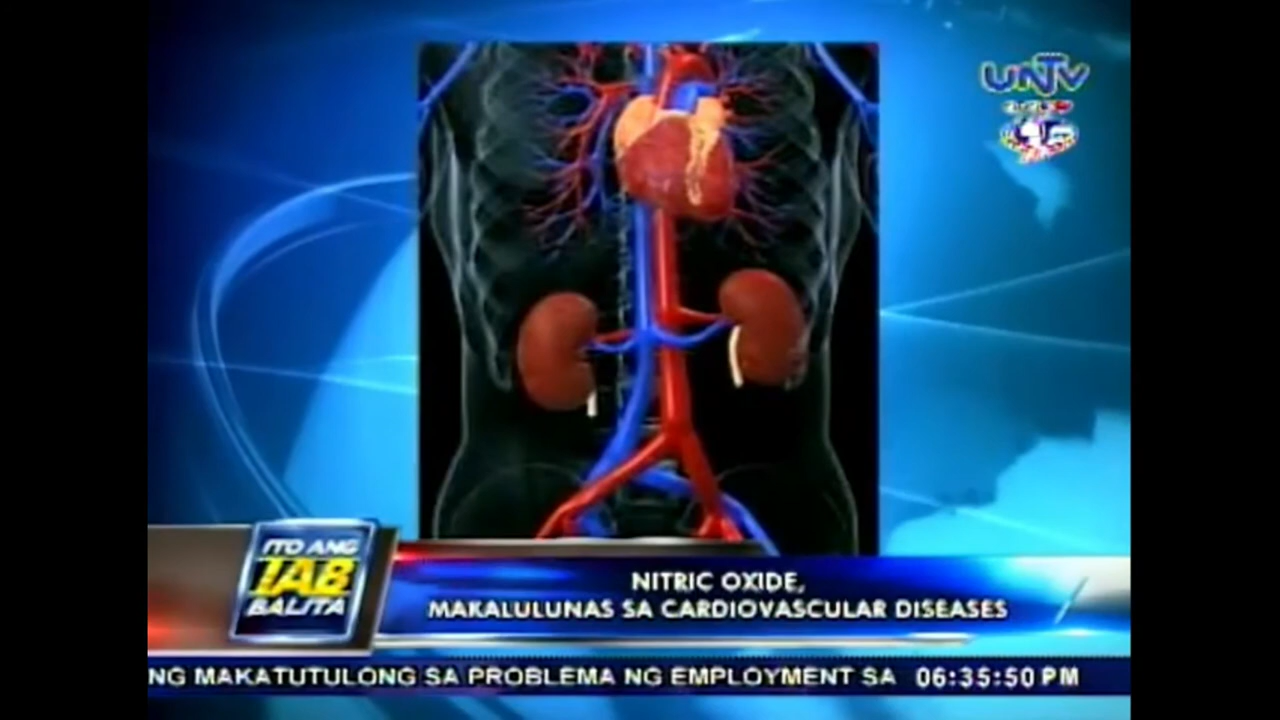 UNTV
ITO ANG
IAB
BALITA
NITRIC OXIDE,
MAKALULUNAS SA CARDIOVASCULAR DISEASES
NG MAKATUTULONG SA PROBLEMA NG EMPLOYMENT SA 06:35:50 PM